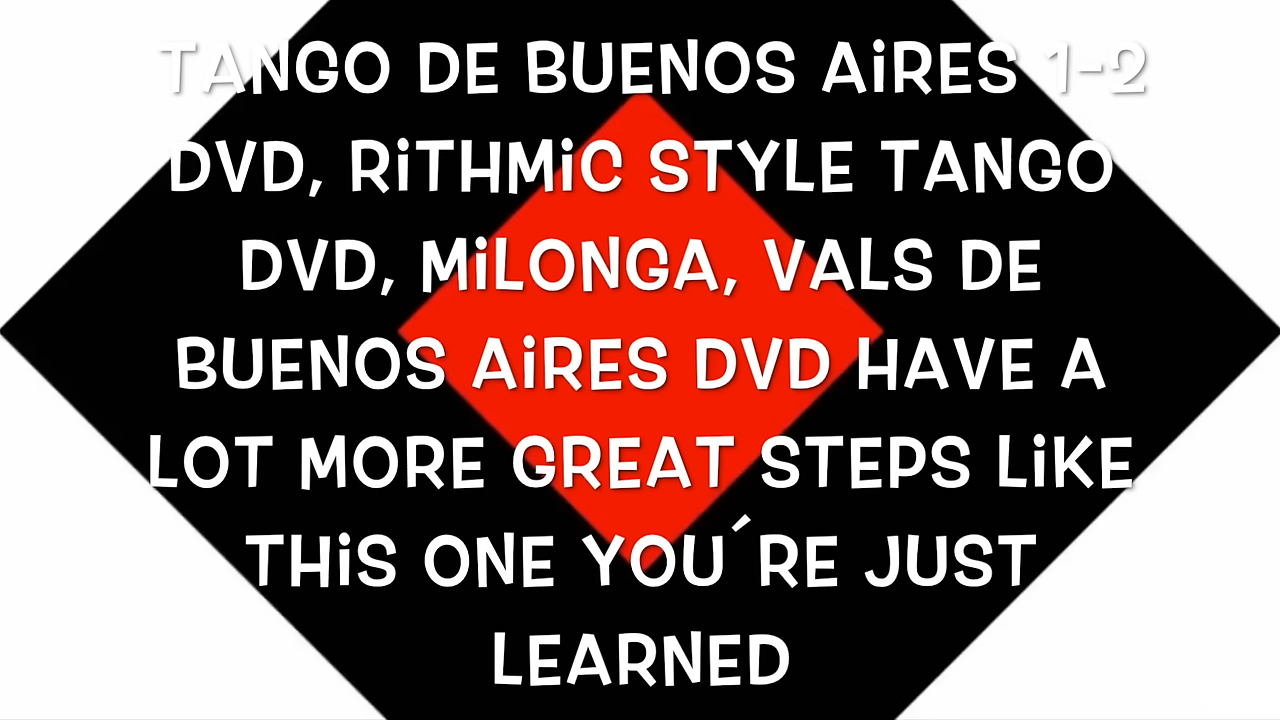 TANGO DE BUENOS AiRES 1-2
DVD, RiTHMiC STYLE TANGO
DVD, MiLONGA, VALS DE
BUENOS AiRES DVD HAVE A
LOT MORE GREAT STEPS LiKE
THiS ONE YOU´RE JUST
LEARNED